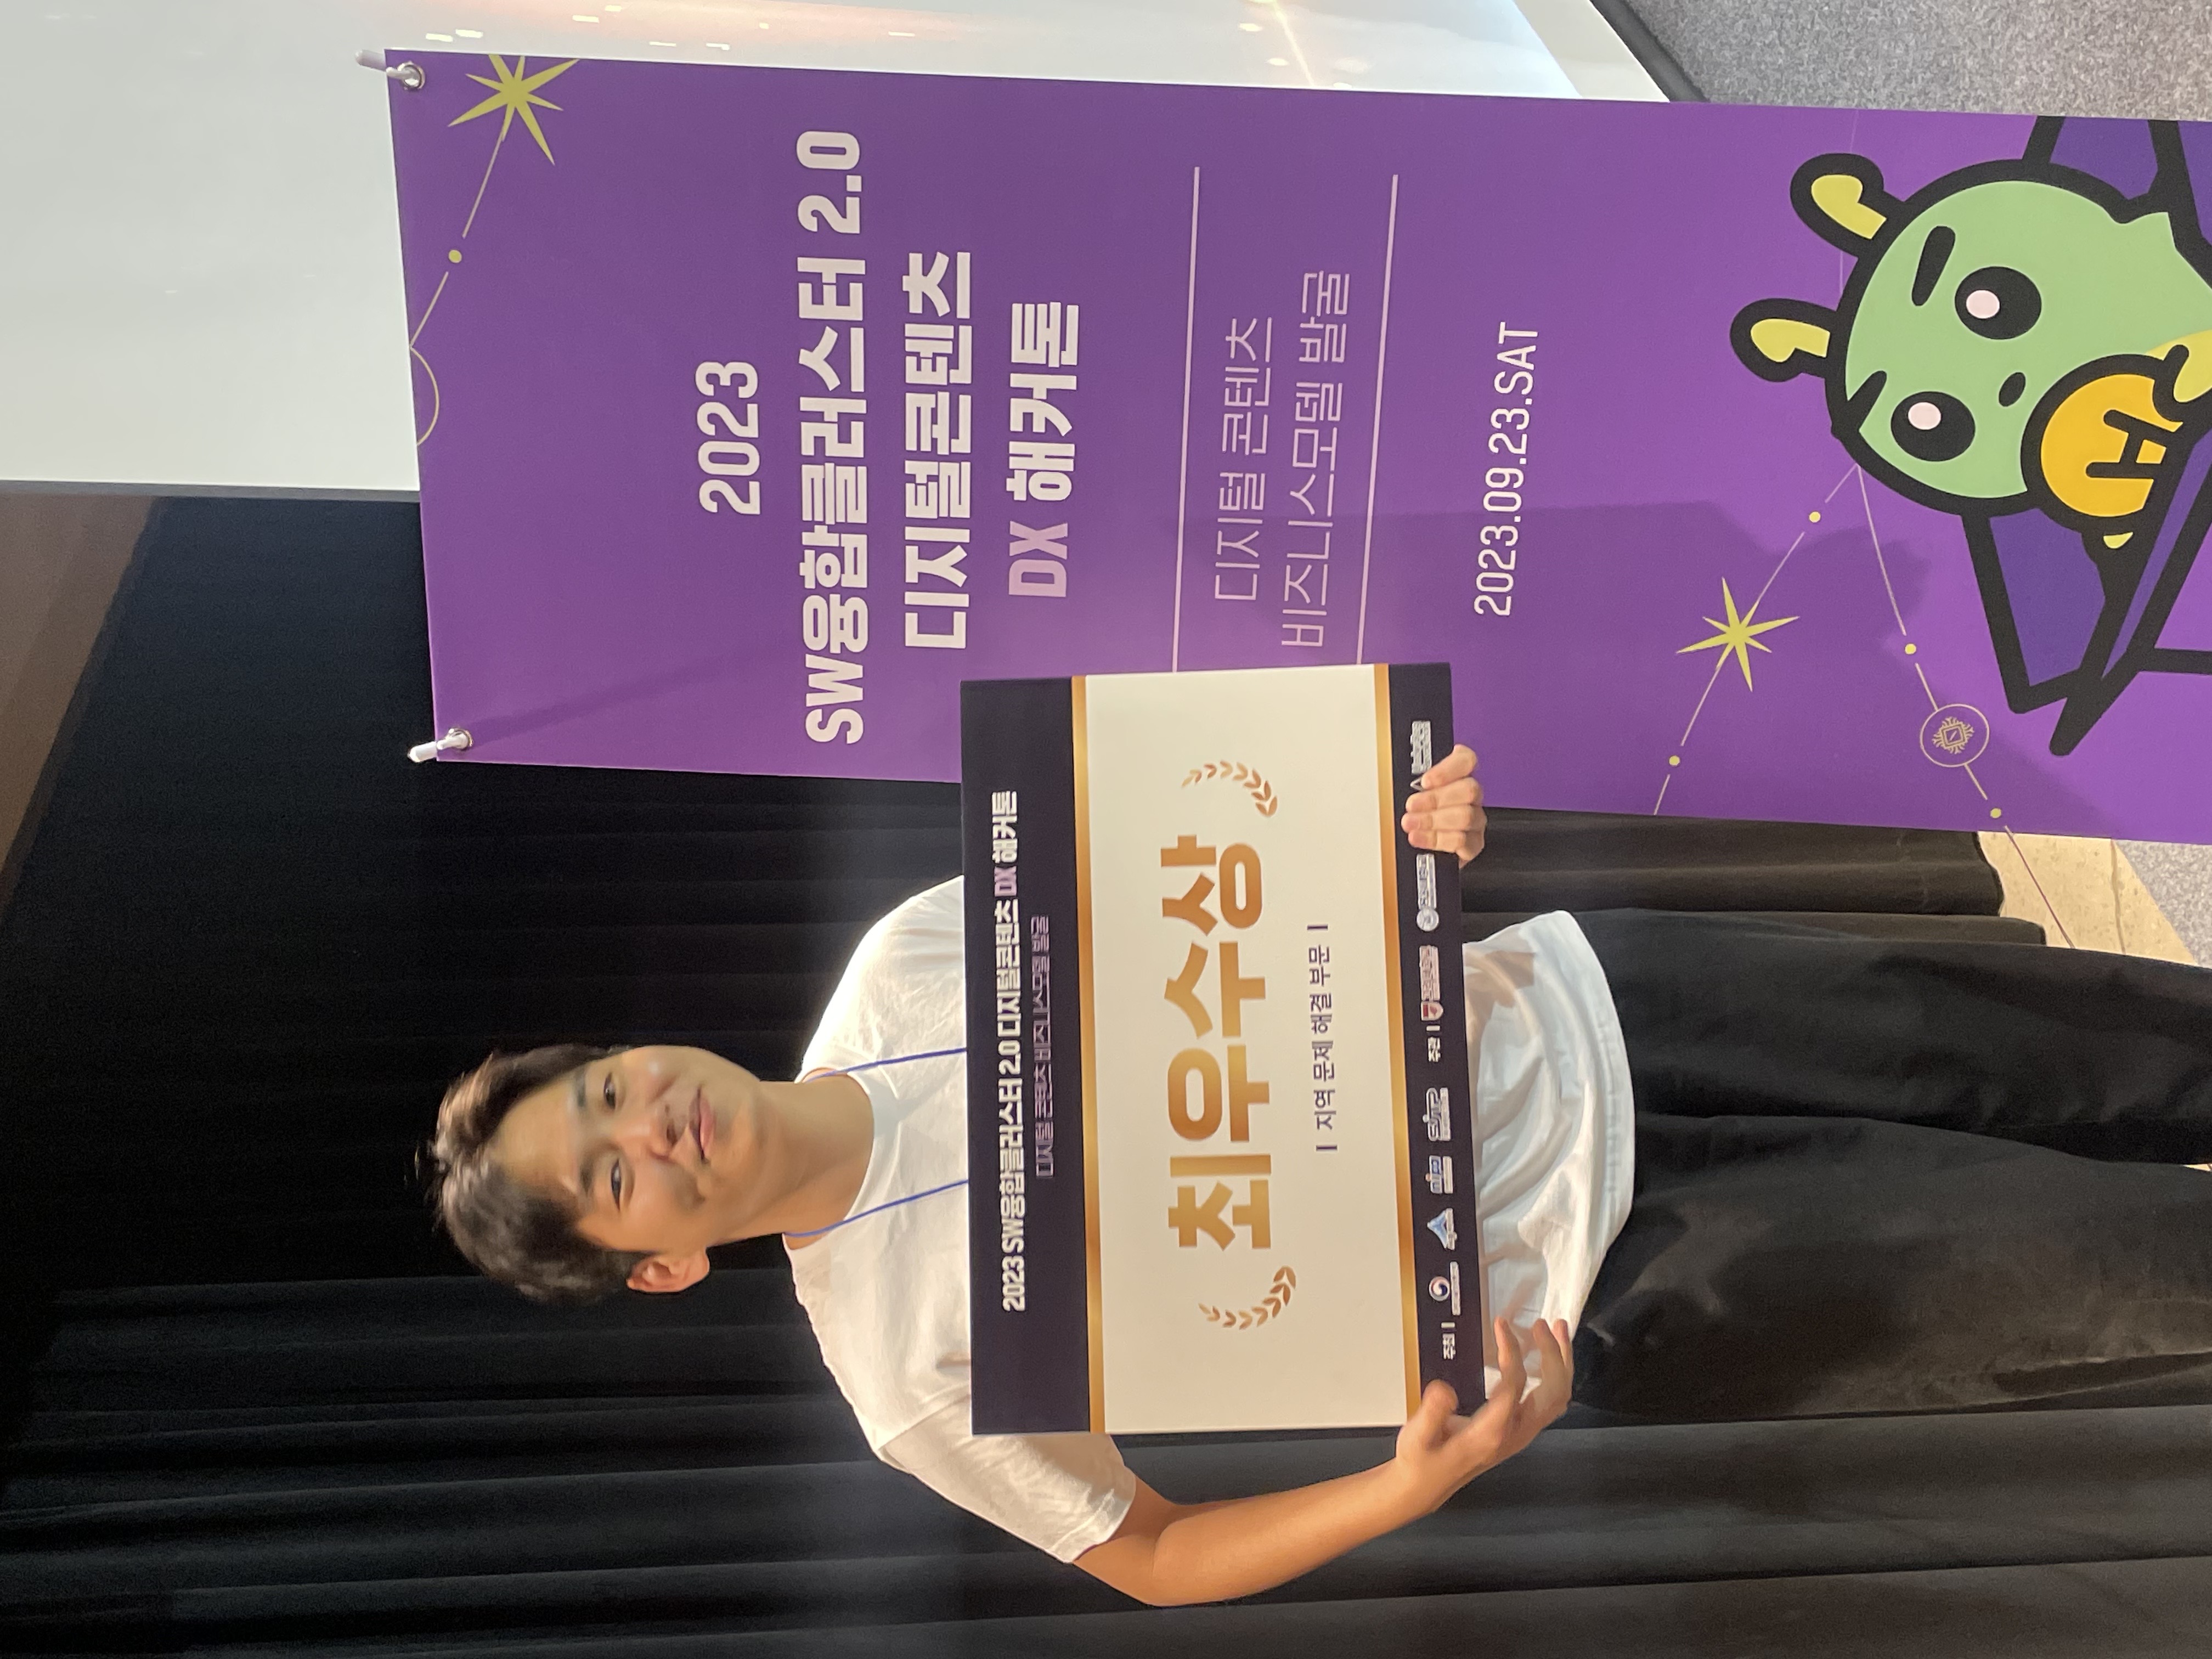 2023
SW융합클러스터 2.0
디지털콘텐츠
DX 해커톤
디지털 콘텐츠
비즈니스모델 발굴
2023.09.23.SAT
2023 SW융합클러스터 2.0 디지털콘텐츠 DX 해커톤
디지털 콘텐츠 비즈니스모델 발굴
최우수상
| 지역 문제 해결 부문 |
주최 | nipa SJTP 주관 |
H